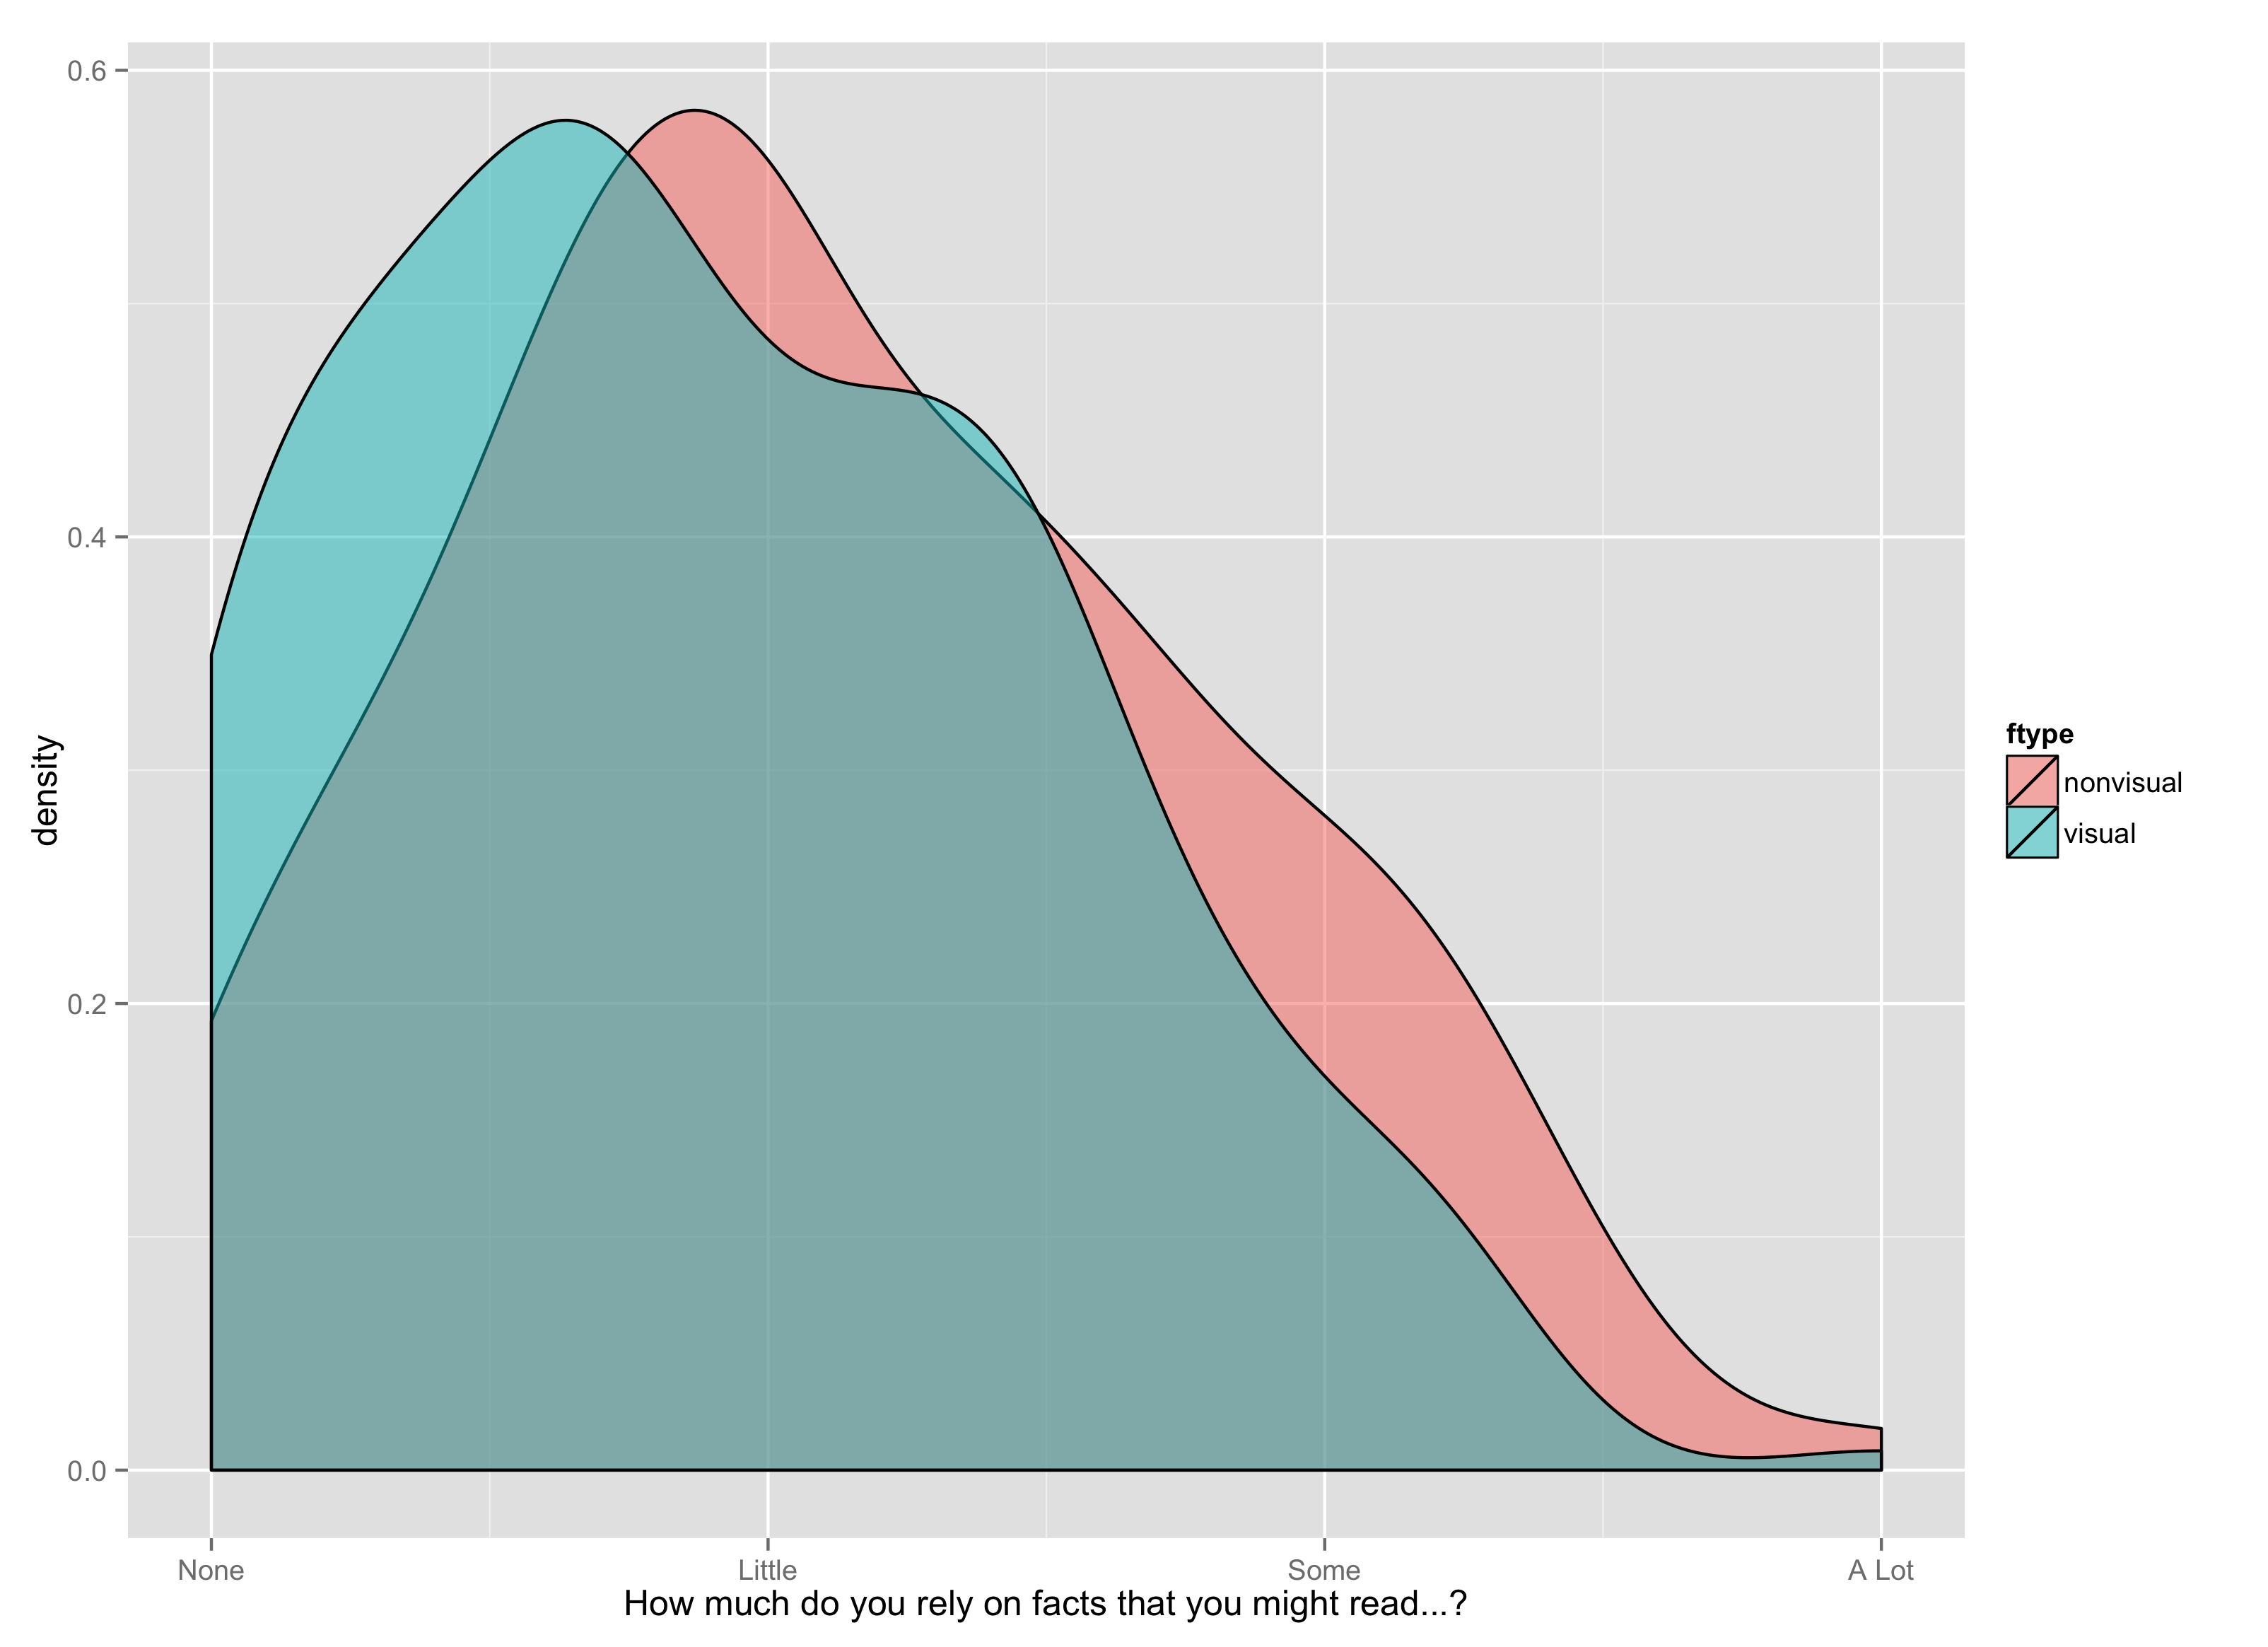 0.6
0.4
0.2
0.0
density
None Little Some A Lot
How much do you rely on facts that you might read...?
ftype
nonvisual
visual